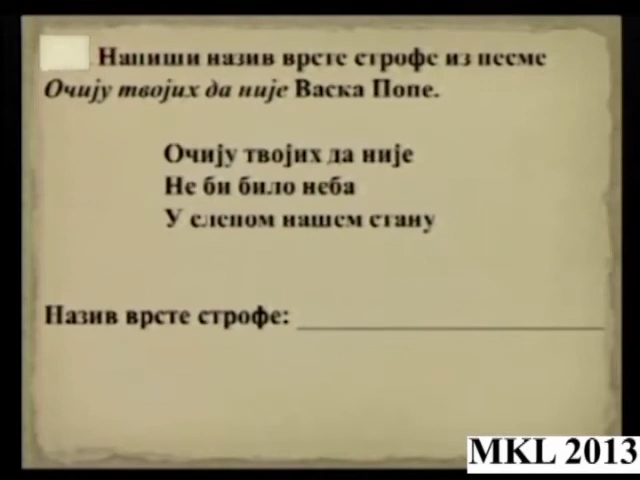 Напиши назив врсте строфе из песме
Очију твојих да није Васка Попе.
Очију твојих да није
Не би било неба
У слепом нашем стану
Назив врсте строфе: ____________________
MKL 2013